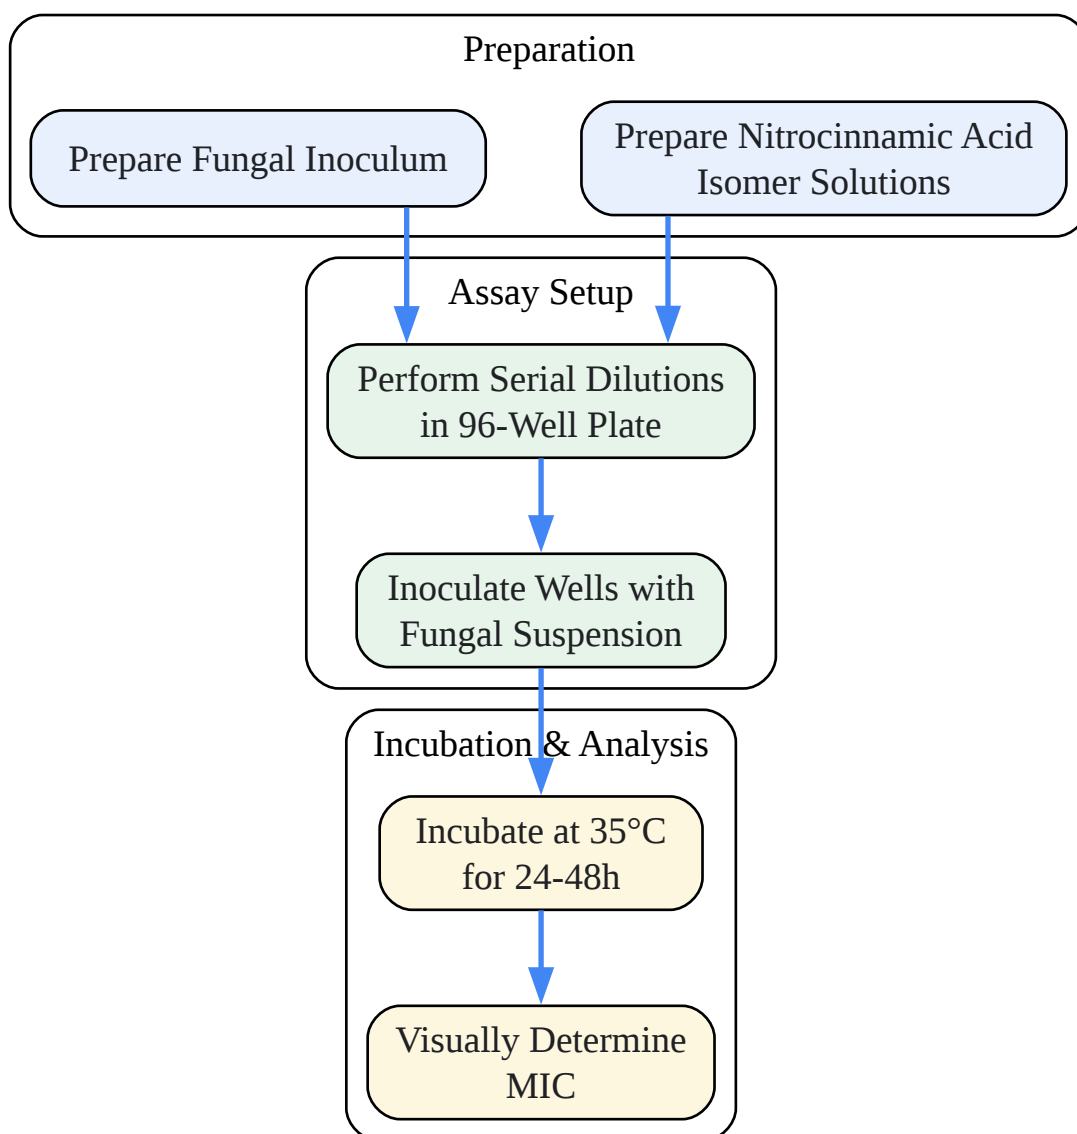 Preparation
Prepare Fungal Inoculum
Prepare Nitrocinnamic Acid
Isomer Solutions
Assay Setup
Perform Serial Dilutions
in 96-Well Plate
Inoculate Wells with
Fungal Suspension
Incubation & Analysis
Incubate at 35°C
for 24-48h
Visually Determine
MIC